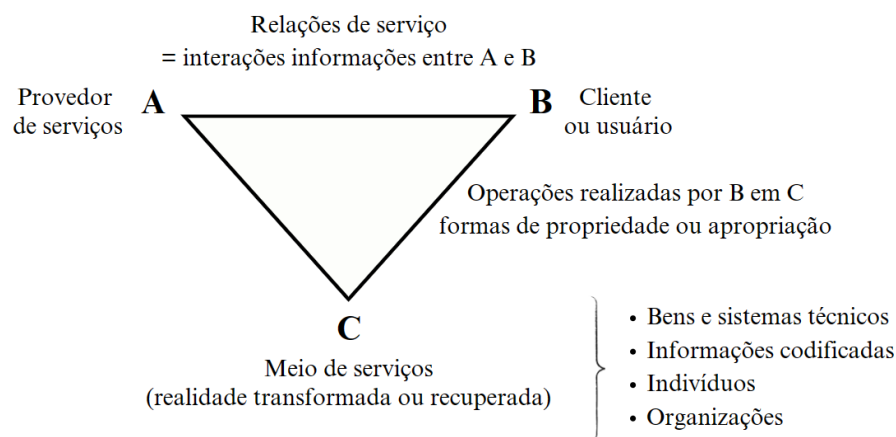 Relações de serviço
= interações informações entre A e B
Provedor
de serviços
A
B
Cliente
ou usuário
Operações realizadas por B em C
formas de propriedade ou apropriação
C
Meio de serviços
(realidade transformada ou recuperada)
• Bens e sistemas técnicos
• Informações codificadas
• Indivíduos
• Organizações